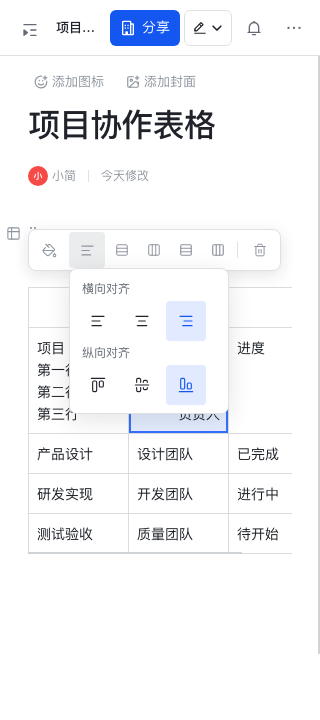 项目...
分享
添加图标
添加封面
项目协作表格
小
小简
今天修改
横向对齐
纵向对齐
项目
第一行
第二行
第三行
负责人
进度
产品设计
设计团队
已完成
研发实现
开发团队
进行中
测试验收
质量团队
待开始